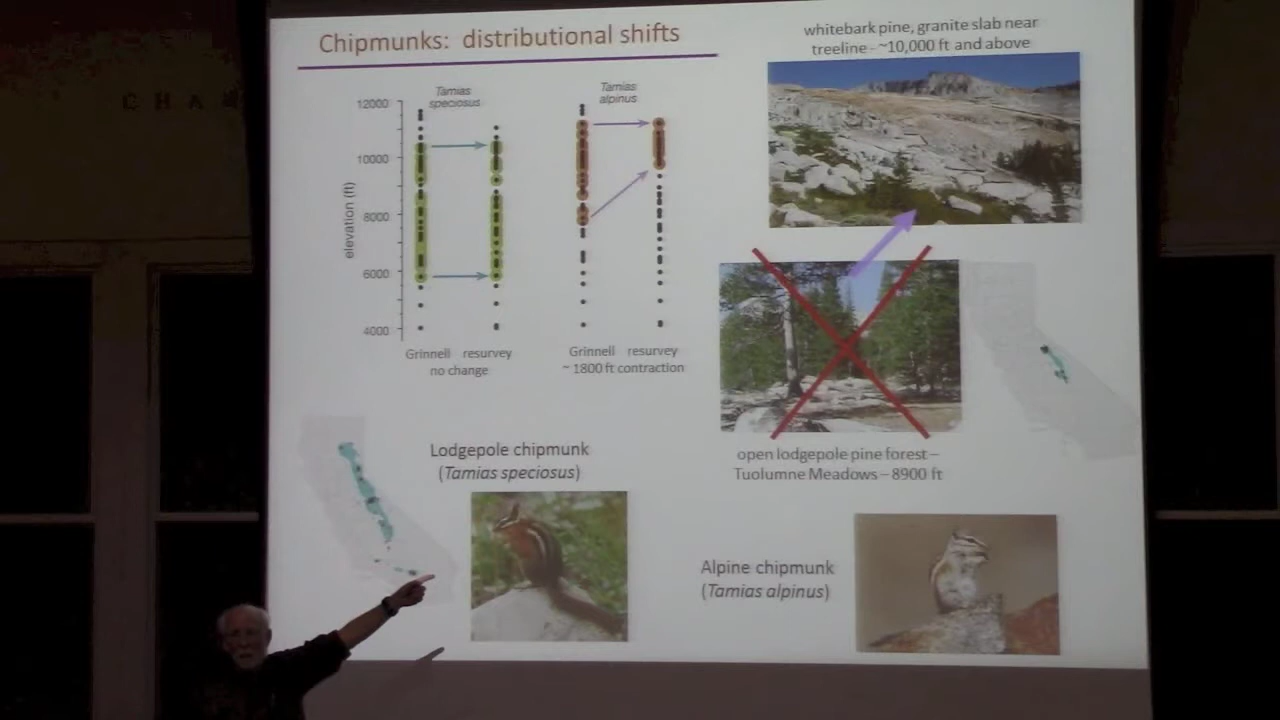 Chipmunks: distributional shifts
whitebark pine, granite slab near
treeline - ~10,000 ft and above
Tamias
speciosus
Tamias
alpinus
12000
10000
8000
6000
4000
elevation (ft)
Grinnell resurvey
no change
Grinnell resurvey
~ 1800 ft contraction
open lodgepole pine forest –
Tuolumne Meadows – 8900 ft
Lodgepole chipmunk
(Tamias speciosus)
Alpine chipmunk
(Tamias alpinus)